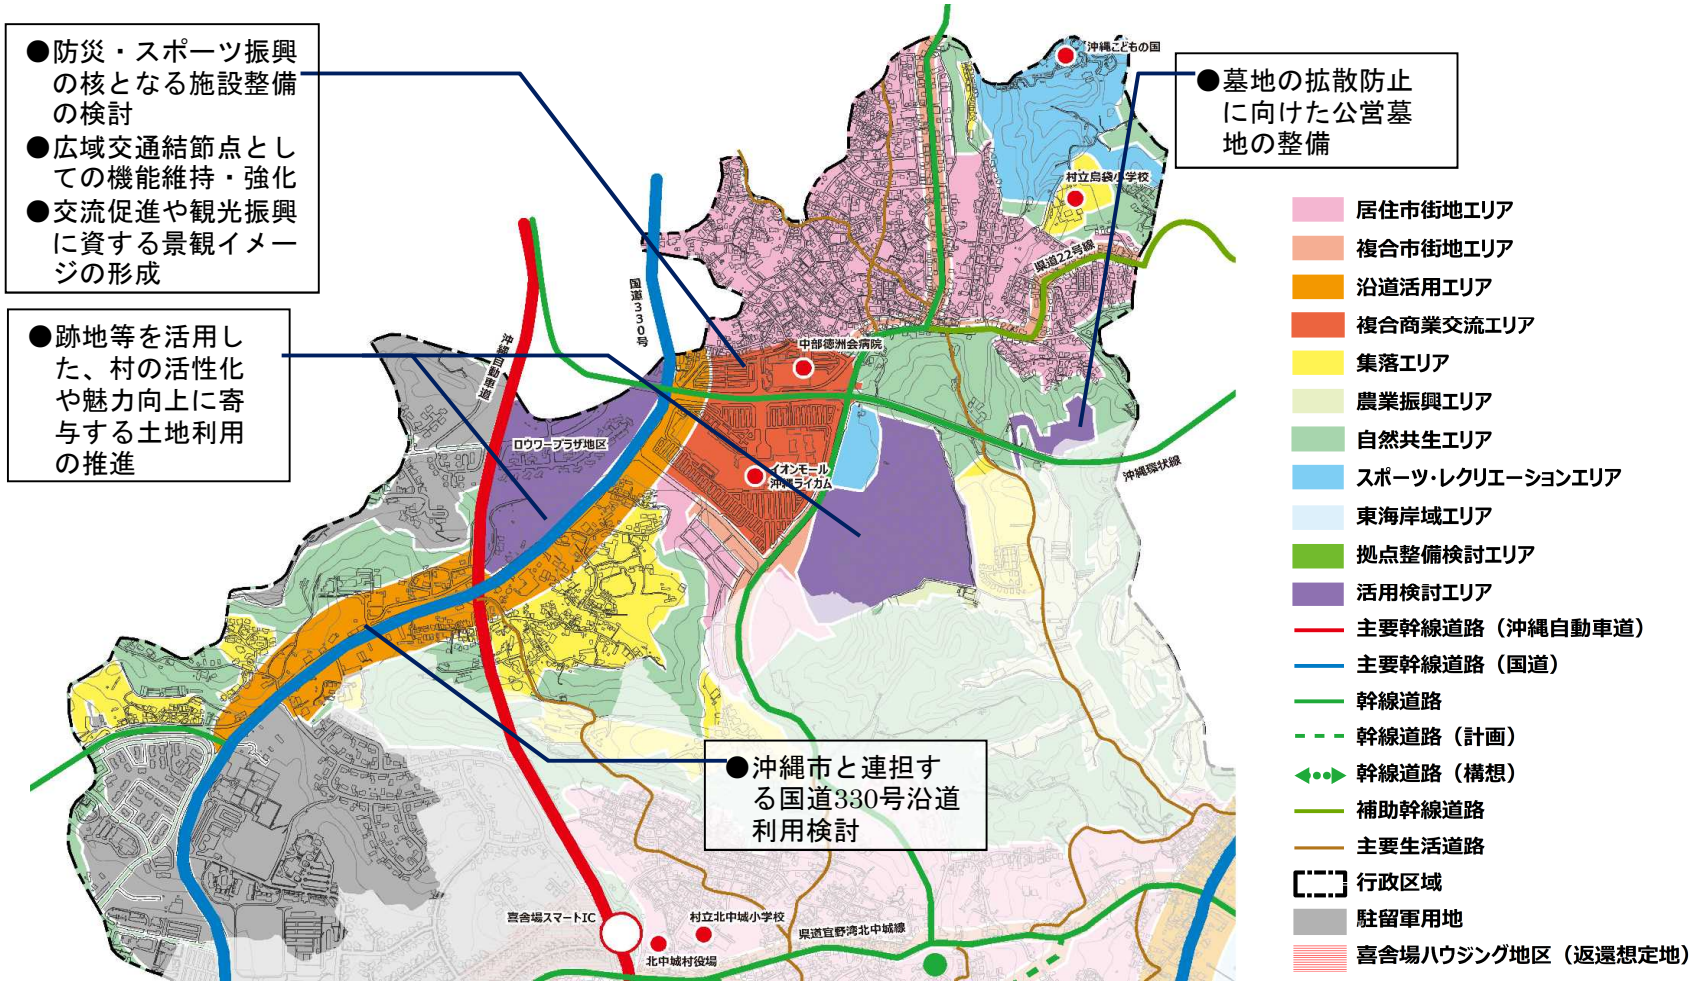 ●防災・スポーツ振興
の核となる施設整備
の検討
●広域交通結節点とし
ての機能維持・強化
●交流促進や観光振興
に資する景観イメー
ジの形成
●跡地等を活用し
た、村の活性化
や魅力向上に寄
与する土地利用
の推進
●墓地の拡散防止
に向けた公営墓
地の整備
●沖縄市と連担す
る国道330号沿道
利用検討
沖縄こどもの国
村立島袋小学校
県道22号線
国道330号
沖縄自動車道
中部徳洲会病院
ロウワープラザ地区
イオンモール
沖縄ライカム
沖縄環状線
喜舎場スマートIC
村立北中城小学校
北中城村役場
県道宜野湾北中城線
居住市街地エリア
複合市街地エリア
沿道活用エリア
複合商業交流エリア
集落エリア
農業振興エリア
自然共生エリア
スポーツ・レクリエーションエリア
東海岸域エリア
拠点整備検討エリア
活用検討エリア
主要幹線道路（沖縄自動車道）
主要幹線道路（国道）
幹線道路
幹線道路（計画）
幹線道路（構想）
補助幹線道路
主要生活道路
行政区域
駐留軍用地
喜舎場ハウジング地区（返還想定地）